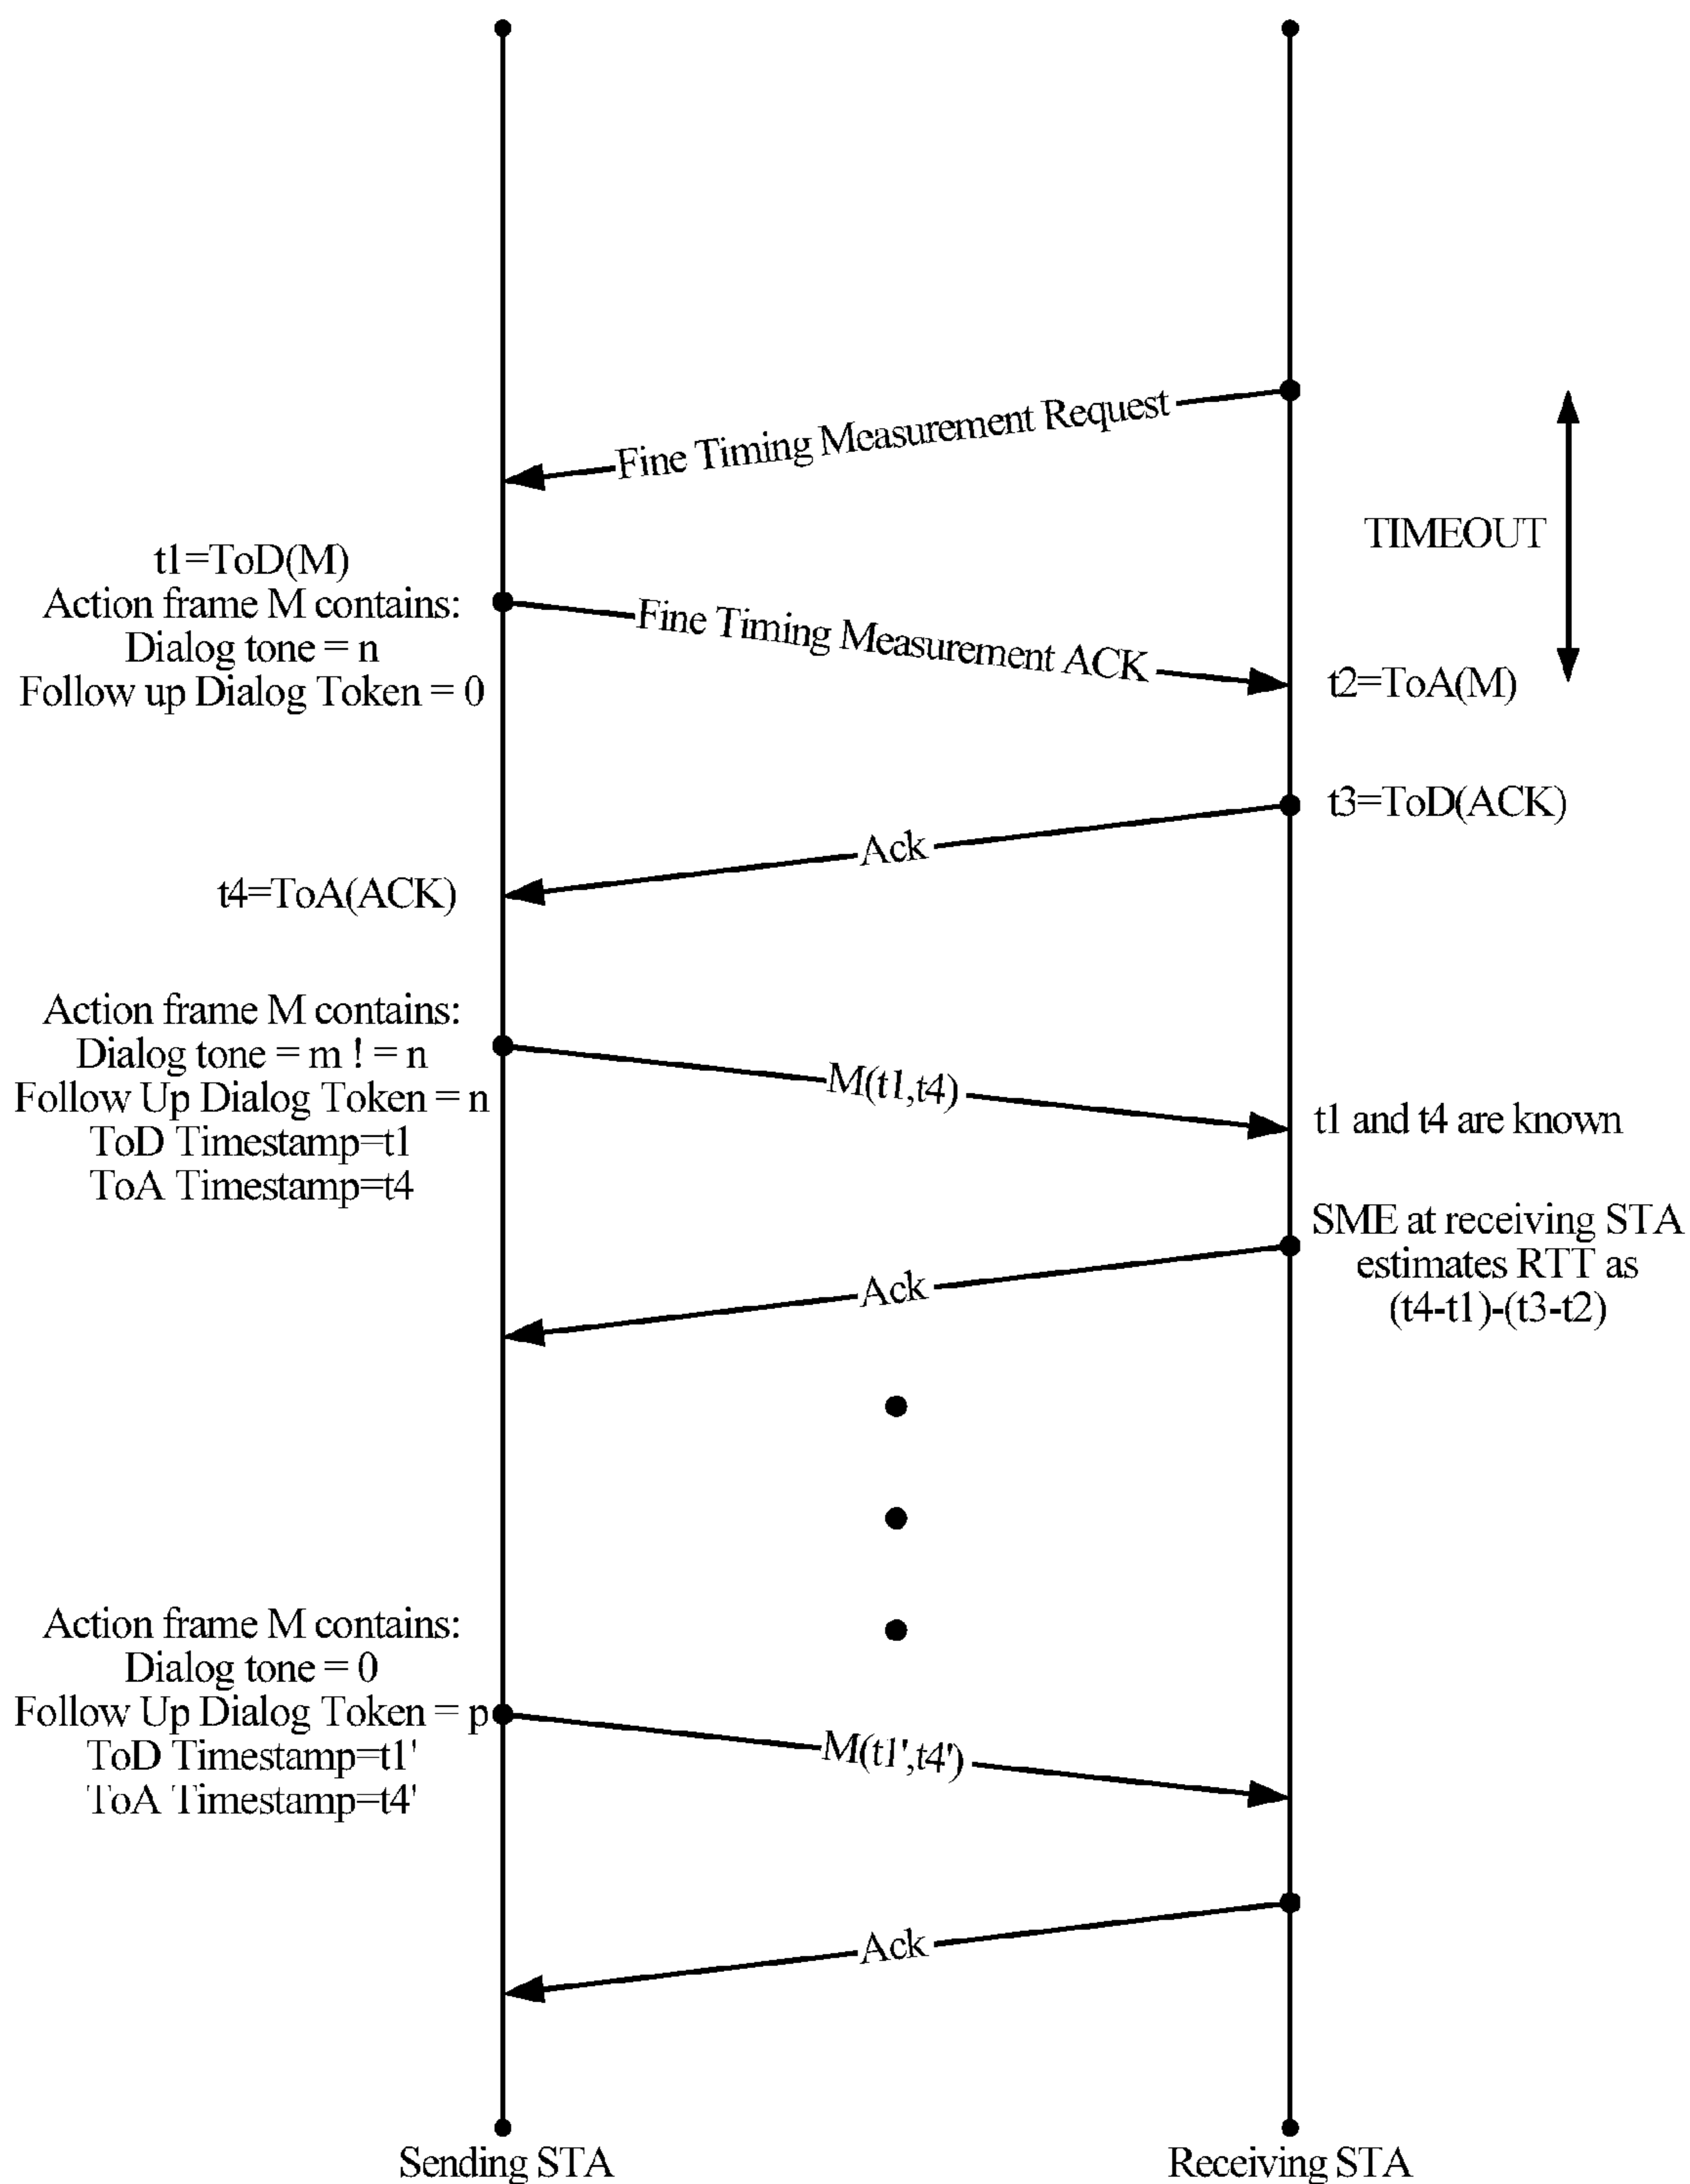 Fine Timing Measurement Request
TIMEOUT
t1=ToD(M)
Action frame M contains:
Dialog tone = n
Follow up Dialog Token = 0
Fine Timing Measurement ACK
t2=ToA(M)
t3=ToD(ACK)
Ack
t4=ToA(ACK)
Action frame M contains:
Dialog tone = m ! = n
Follow Up Dialog Token = n
ToD Timestamp=t1
ToA Timestamp=t4
M(t1,t4)
t1 and t4 are known
SME at receiving STA
estimates RTT as
(t4-t1)-(t3-t2)
Ack
Action frame M contains:
Dialog tone = 0
Follow Up Dialog Token = p
ToD Timestamp=t1'
ToA Timestamp=t4'
M(t1',t4')
Ack
Sending STA
Receiving STA